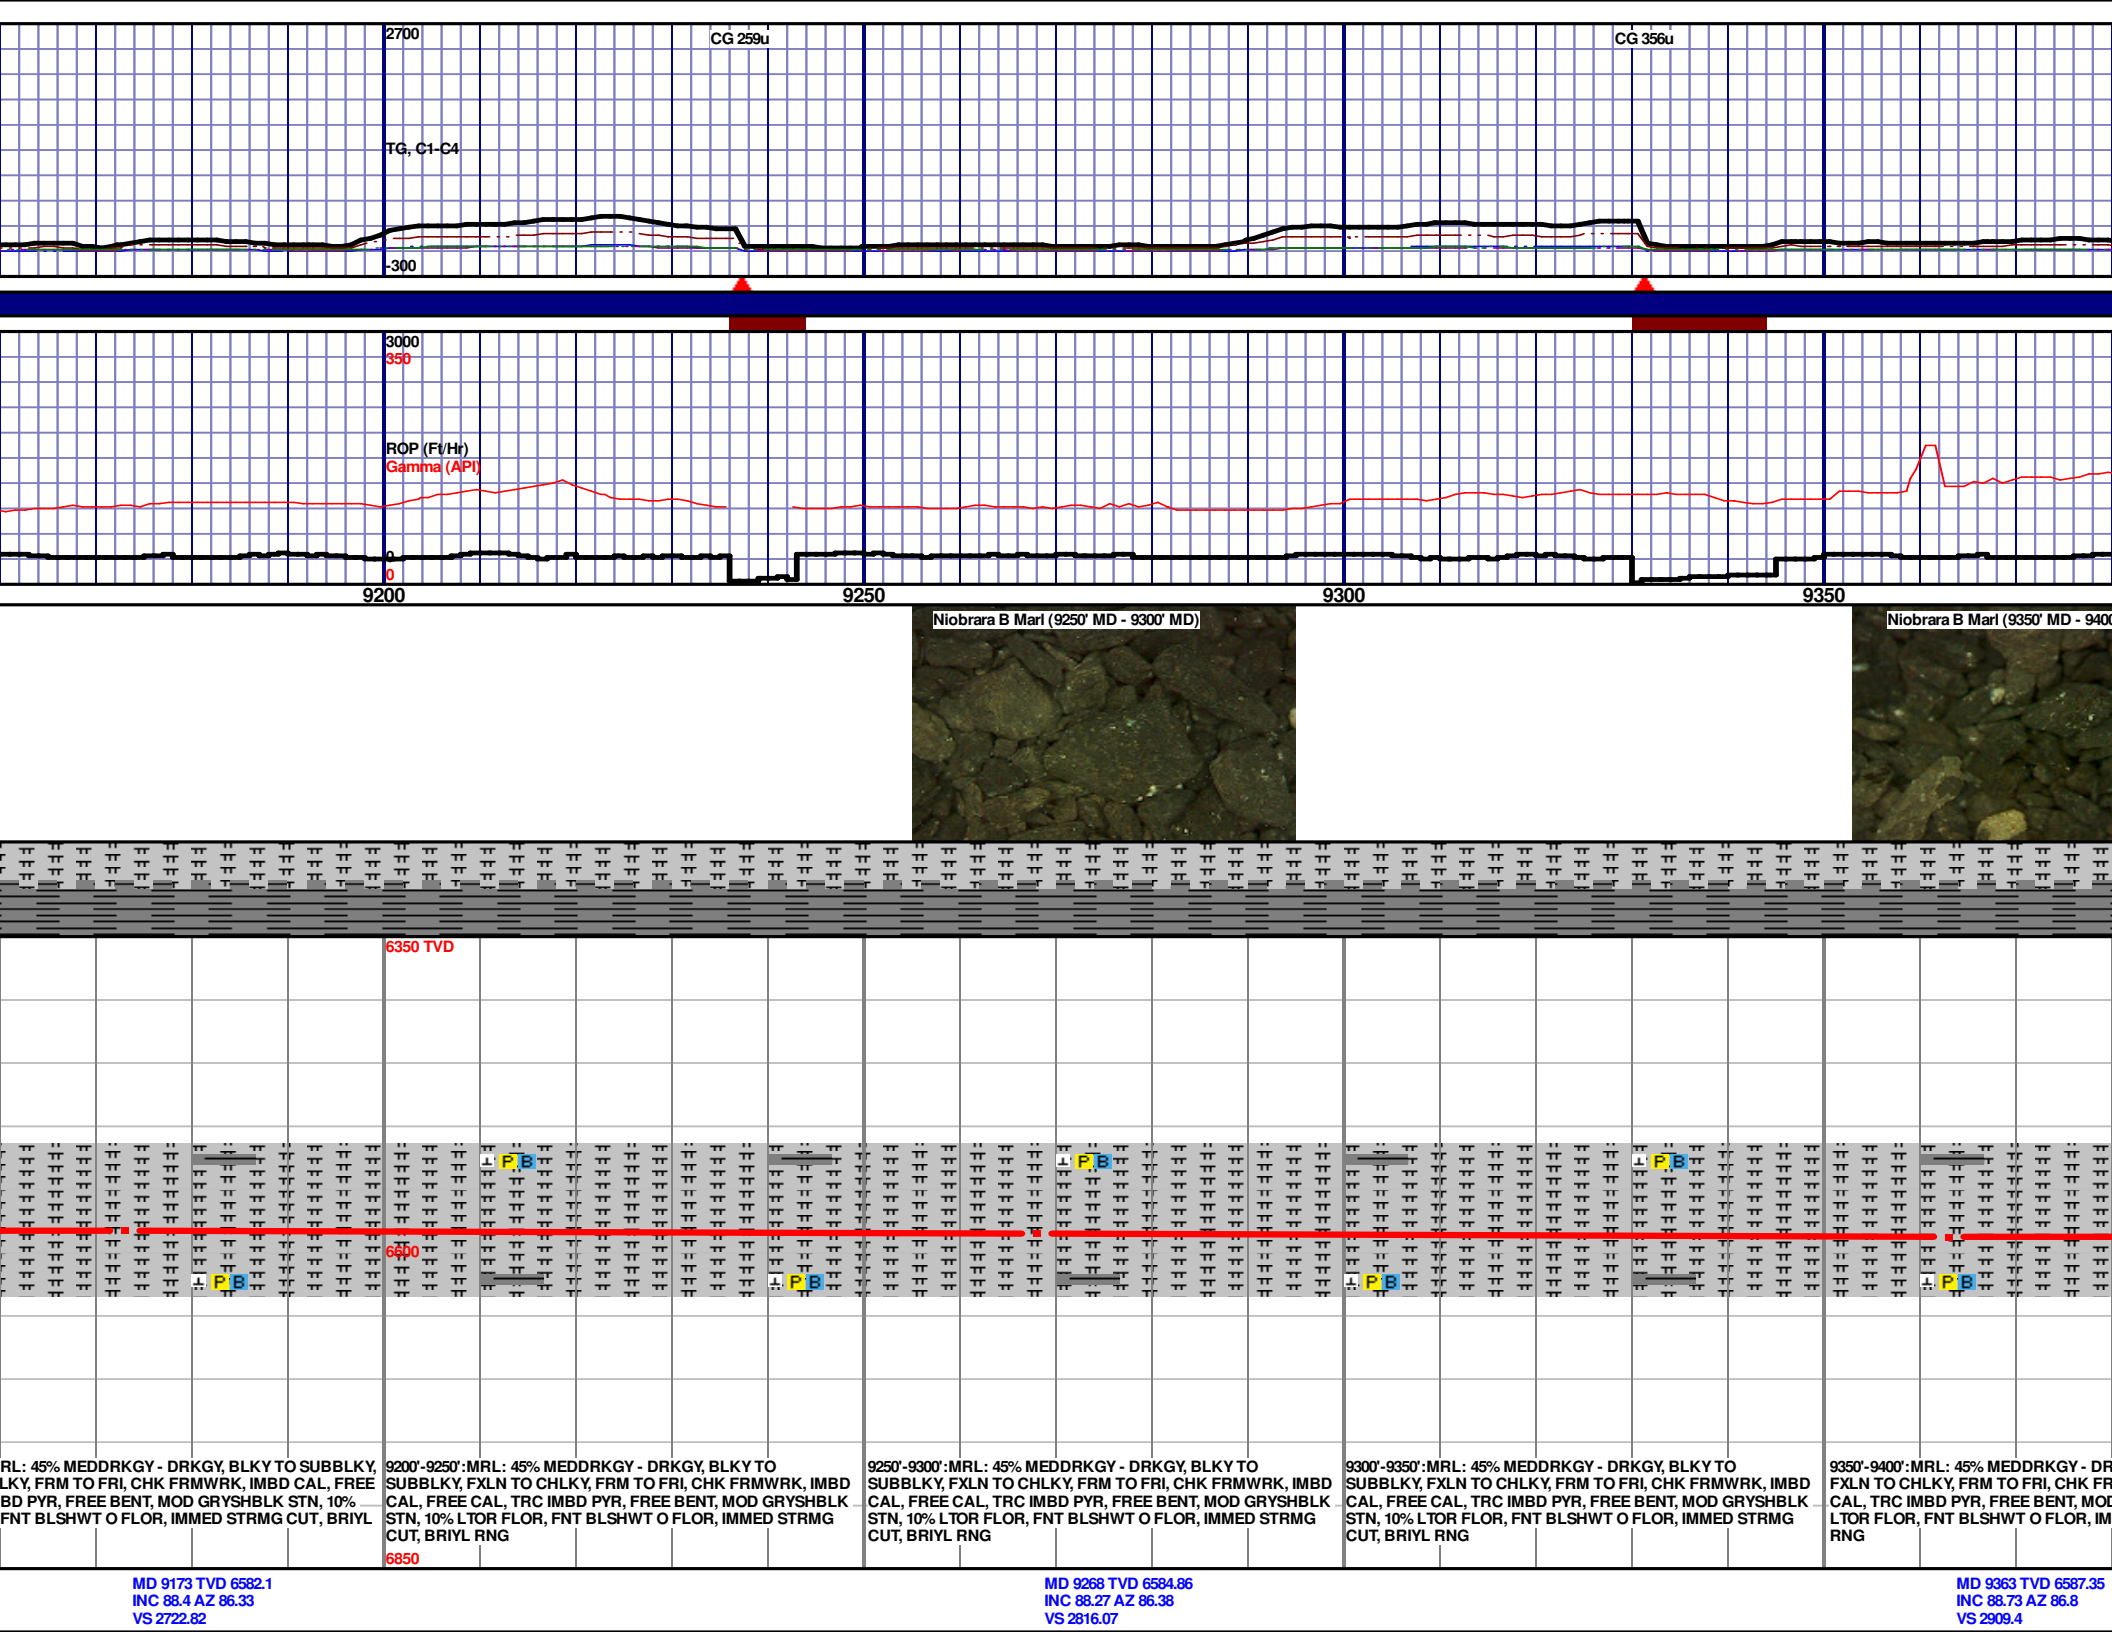 2700
CG 259u
CG 356u
TG, C1-C4
-300
3000
350
ROP (Ft/Hr)
Gamma (API)
0
0
9200
9250
9300
9350
Niobrara B Marl (9250' MD - 9300' MD)
Niobrara B Marl (9350' MD - 9400
6350 TVD
P B
P B
P B
6600
P B
P B
P B
P B
RL: 45% MEDDRKGY - DRKGY, BLKY TO SUBBLKY,
LKY, FRM TO FRI, CHK FRMWRK, IMBD CAL, FREE
BD PYR, FREE BENT, MOD GRYSHBLK STN, 10%
FNT BLSHWT O FLOR, IMMED STRMG CUT, BRIYL
9200'-9250':MRL: 45% MEDDRKGY - DRKGY, BLKY TO
SUBBLKY, FXLN TO CHLKY, FRM TO FRI, CHK FRMWRK, IMBD
CAL, FREE CAL, TRC IMBD PYR, FREE BENT, MOD GRYSHBLK
STN, 10% LTOR FLOR, FNT BLSHWT O FLOR, IMMED STRMG
CUT, BRIYL RNG
9250'-9300':MRL: 45% MEDDRKGY - DRKGY, BLKY TO
SUBBLKY, FXLN TO CHLKY, FRM TO FRI, CHK FRMWRK, IMBD
CAL, FREE CAL, TRC IMBD PYR, FREE BENT, MOD GRYSHBLK
STN, 10% LTOR FLOR, FNT BLSHWT O FLOR, IMMED STRMG
CUT, BRIYL RNG
9300'-9350':MRL: 45% MEDDRKGY - DRKGY, BLKY TO
SUBBLKY, FXLN TO CHLKY, FRM TO FRI, CHK FRMWRK, IMBD
CAL, FREE CAL, TRC IMBD PYR, FREE BENT, MOD GRYSHBLK
STN, 10% LTOR FLOR, FNT BLSHWT O FLOR, IMMED STRMG
CUT, BRIYL RNG
9350'-9400':MRL: 45% MEDDRKGY - DR
FXLN TO CHLKY, FRM TO FRI, CHK FR
CAL, TRC IMBD PYR, FREE BENT, MOD
LTOR FLOR, FNT BLSHWT O FLOR, IM
RNG
6850
MD 9173 TVD 6582.1
INC 88.4 AZ 86.33
VS 2722.82
MD 9268 TVD 6584.86
INC 88.27 AZ 86.38
VS 2816.07
MD 9363 TVD 6587.35
INC 88.73 AZ 86.8
VS 2909.4